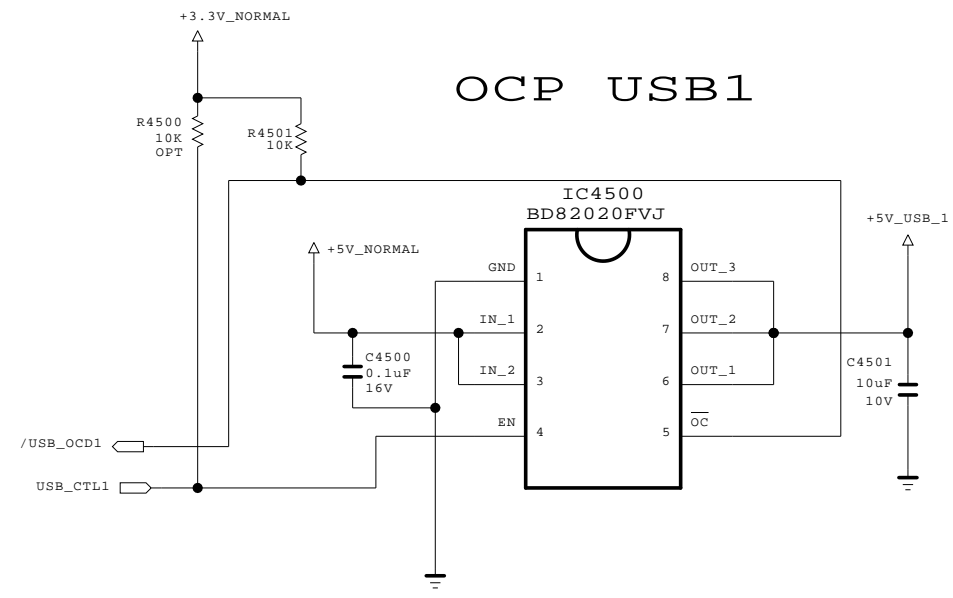 +3.3V_NORMAL
OCP USB1
R4500
10K
OPT
R4501
10K
IC4500
BD82020FVJ
+5V_USB_1
+5V_NORMAL
GND
1
8
OUT_3
IN_1
2
7
OUT_2
C4500
0.1uF
16V
IN_2
3
6
OUT_1
C4501
10uF
10V
EN
4
5
OC
/USB_OCD1
USB_CTL1